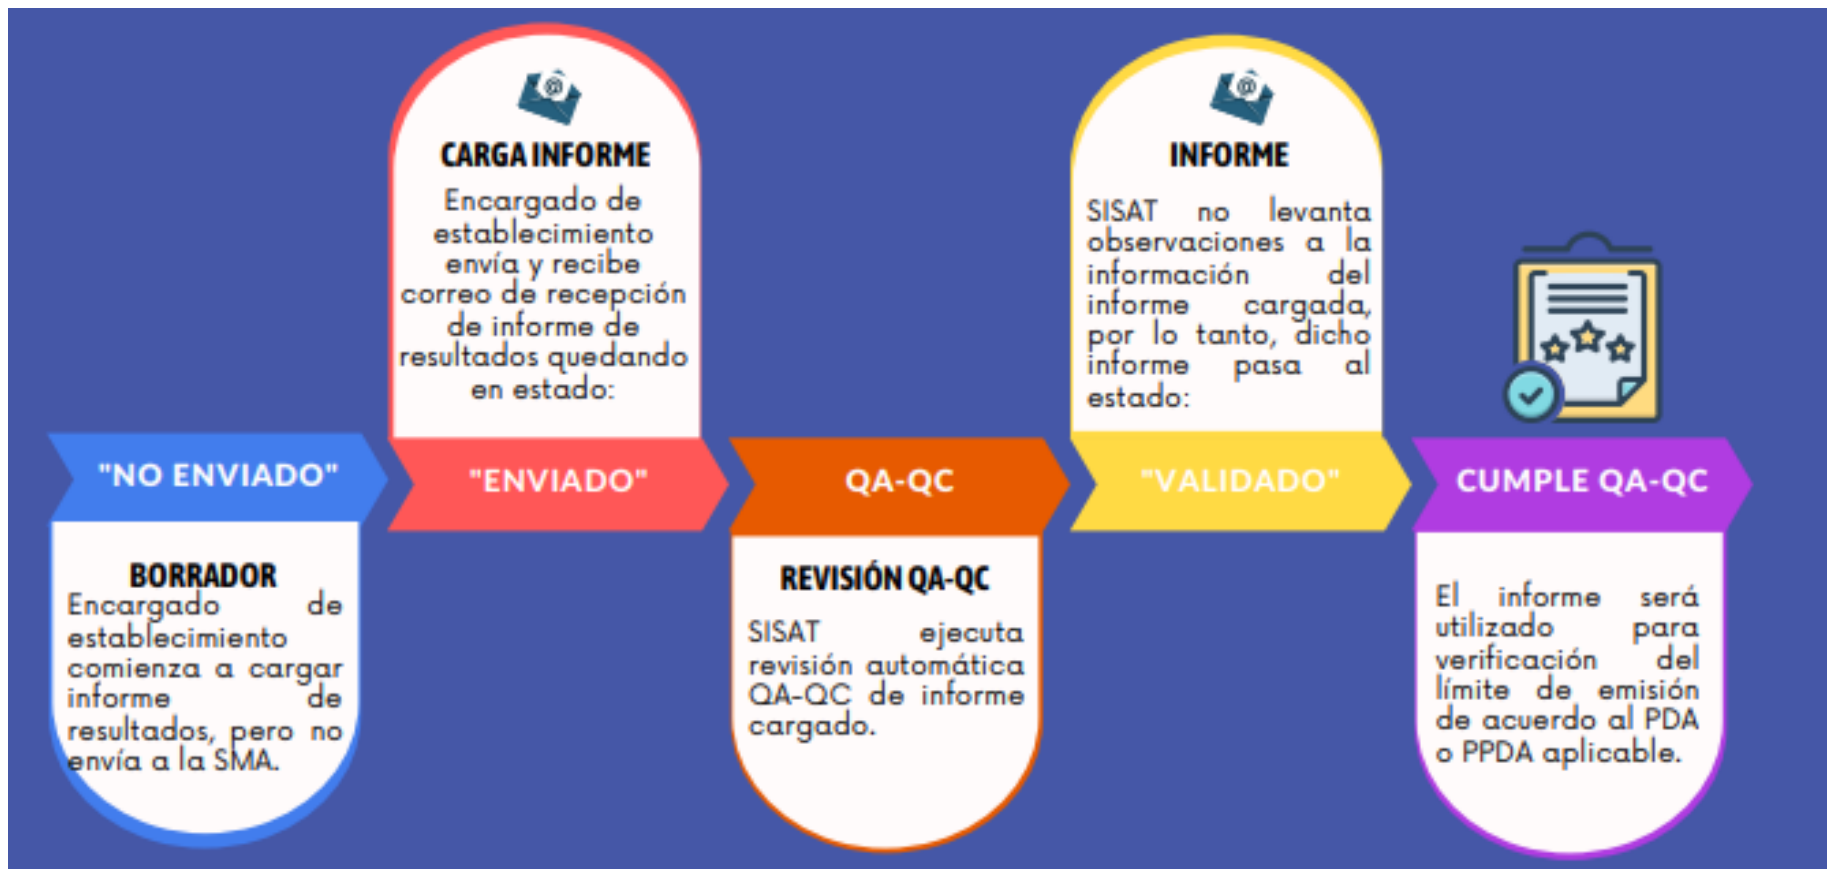 "NO ENVIADO"
BORRADOR
Encargado de
establecimiento
comienza a cargar
informe de
resultados, pero no
envía a la SMA.
@
CARGA INFORME
Encargado de
establecimiento
envía y recibe
correo de recepción
de informe de
resultados quedando
en estado:
"ENVIADO"
QA-QC
REVISIÓN QA-QC
SISAT ejecuta
revisión automática
QA-QC de informe
cargado.
@
INFORME
SISAT no levanta
observaciones a la
información del
informe cargada,
por lo tanto, dicho
informe pasa al
estado:
"VALIDADO"
CUMPLE QA-QC
El informe será
utilizado para
verificación del
límite de emisión
de acuerdo al PDA
o PPDA aplicable.